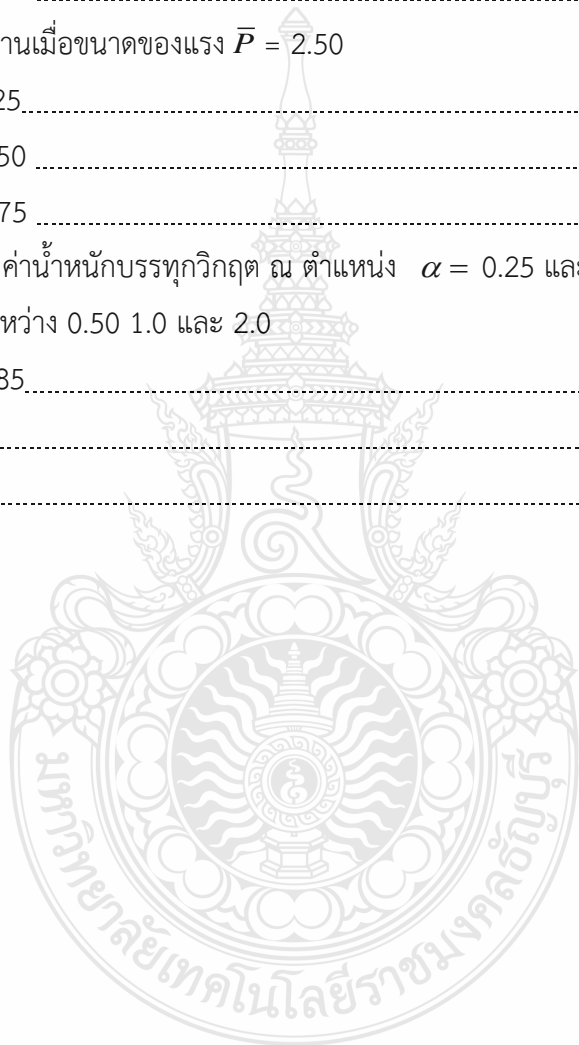 านเมื่อขนาดของแรง P̅ = 2.50
25
50
75
ค่าน้ำหนักบรรทุกวิกฤต ณ ตำแหน่ง α = 0.25 และ
หว่าง 0.50 1.0 และ 2.0
85
มหาวิทยาลัยเทคโนโลยีราชมงคลธัญบุรี